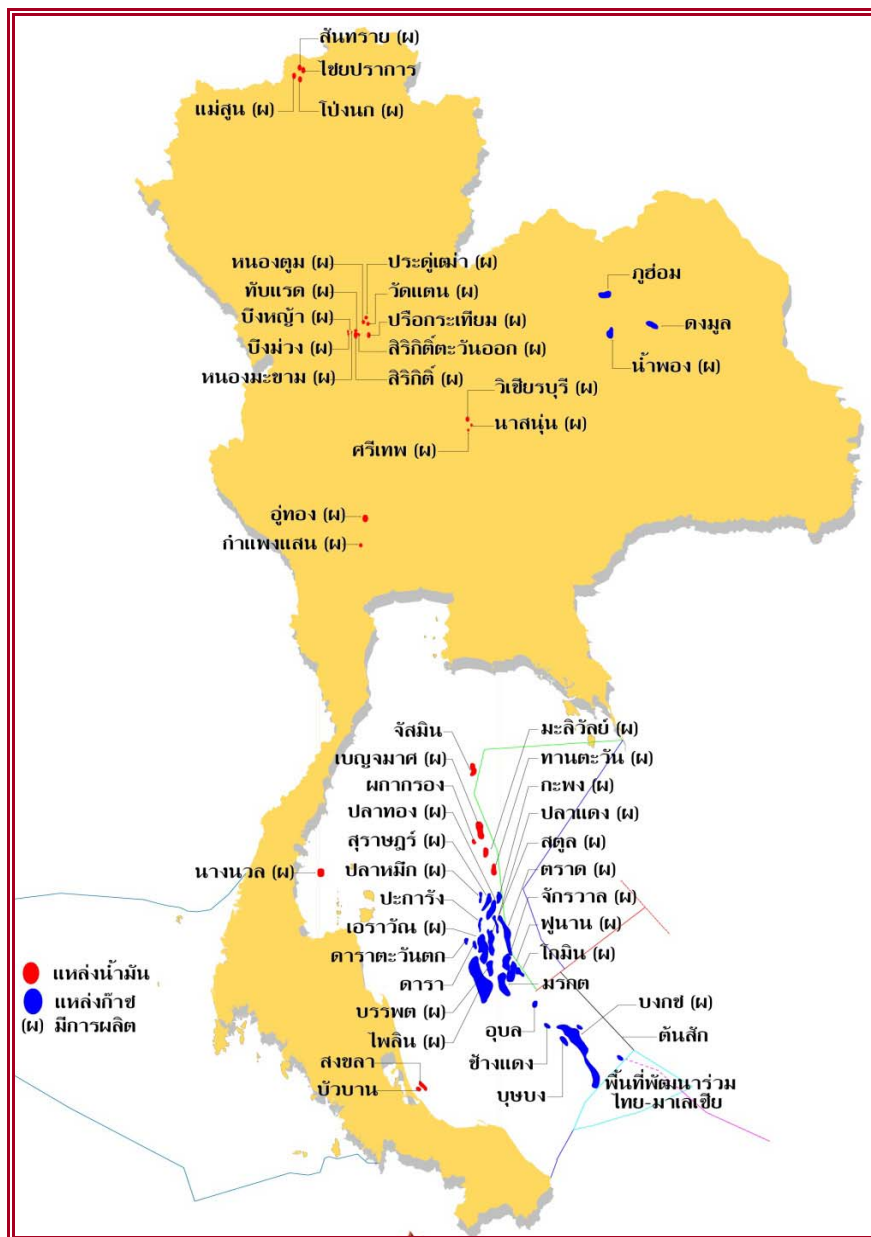 สันทราย (ผ)
ไชยปราการ
แม่สูน (ผ)
โป่งนก (ผ)
หนองตูม (ผ)
ประดู่เฒ่า (ผ)
ทับแรด (ผ)
วัดแตน (ผ)
บึงหญ้า (ผ)
ปรือกระเทียม (ผ)
บึงม่วง (ผ)
สิริกิติ์ตะวันออก (ผ)
หนองมะขาม (ผ)
สิริกิติ์ (ผ)
ภูฮ่อม
ดงมูล
น้ำพอง (ผ)
วิเชียรบุรี (ผ)
นาสนุ่น (ผ)
ศรีเทพ (ผ)
อู่ทอง (ผ)
กำแพงแสน (ผ)
จัสมิน
มะลิวัลย์ (ผ)
เบญจมาศ (ผ)
ทานตะวัน (ผ)
ผกากรอง
กะพง (ผ)
ปลาทอง (ผ)
ปลาแดง (ผ)
สุราษฎร์ (ผ)
สตูล (ผ)
นางนวล (ผ)
ปลาหมึก (ผ)
ตราด (ผ)
ปะการัง
จักรวาล (ผ)
เอราวัณ (ผ)
ฟูนาน (ผ)
ดาราตะวันตก
โกมิน (ผ)
ดารา
มรกต
บรรพต (ผ)
ไพลิน (ผ)
อุบล
บงกช (ผ)
ช้างแดง
ตันสัก
บุษบง
สงขลา
บัวบาน
พื้นที่พัฒนาร่วม
ไทย-มาเลเซีย
แหล่งน้ำมัน
แหล่งก๊าซ
(ผ) มีการผลิต